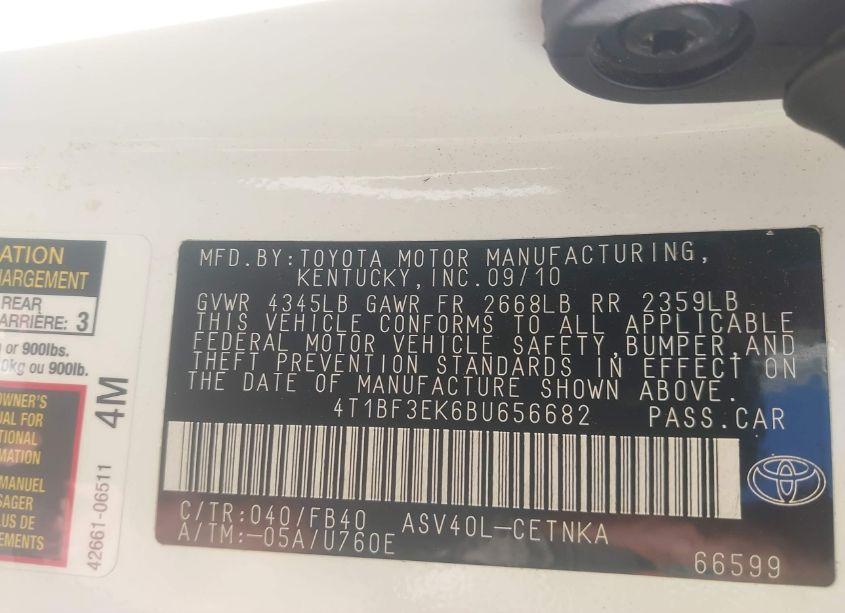 ATION
HARGEMENT
REAR
ARRIÈRE: 3
or 900lbs.
0kg ou 900lb.
OWNER'S
UAL FOR
TIONAL
RMATION
MANUEL
SAGER
LUS DE
EMENTS
4M
42661-06511
MFD.BY:TOYOTA MOTOR MANUFACTURING,
KENTUCKY,INC.09/10
GVWR 4345LB GAWR FR 2668LB RR 2359LB
THIS VEHICLE CONFORMS TO ALL APPLICABLE
FEDERAL MOTOR VEHICLE SAFETY,BUMPER,AND
THEFT PREVENTION STANDARDS IN EFFECT ON
THE DATE OF MANUFACTURE SHOWN ABOVE.
4T1BF3EK6BU656682 PASS.CAR
C/TR:040/FB40 ASV40L-CETNKA
A/TM:-05A/U760E
66599